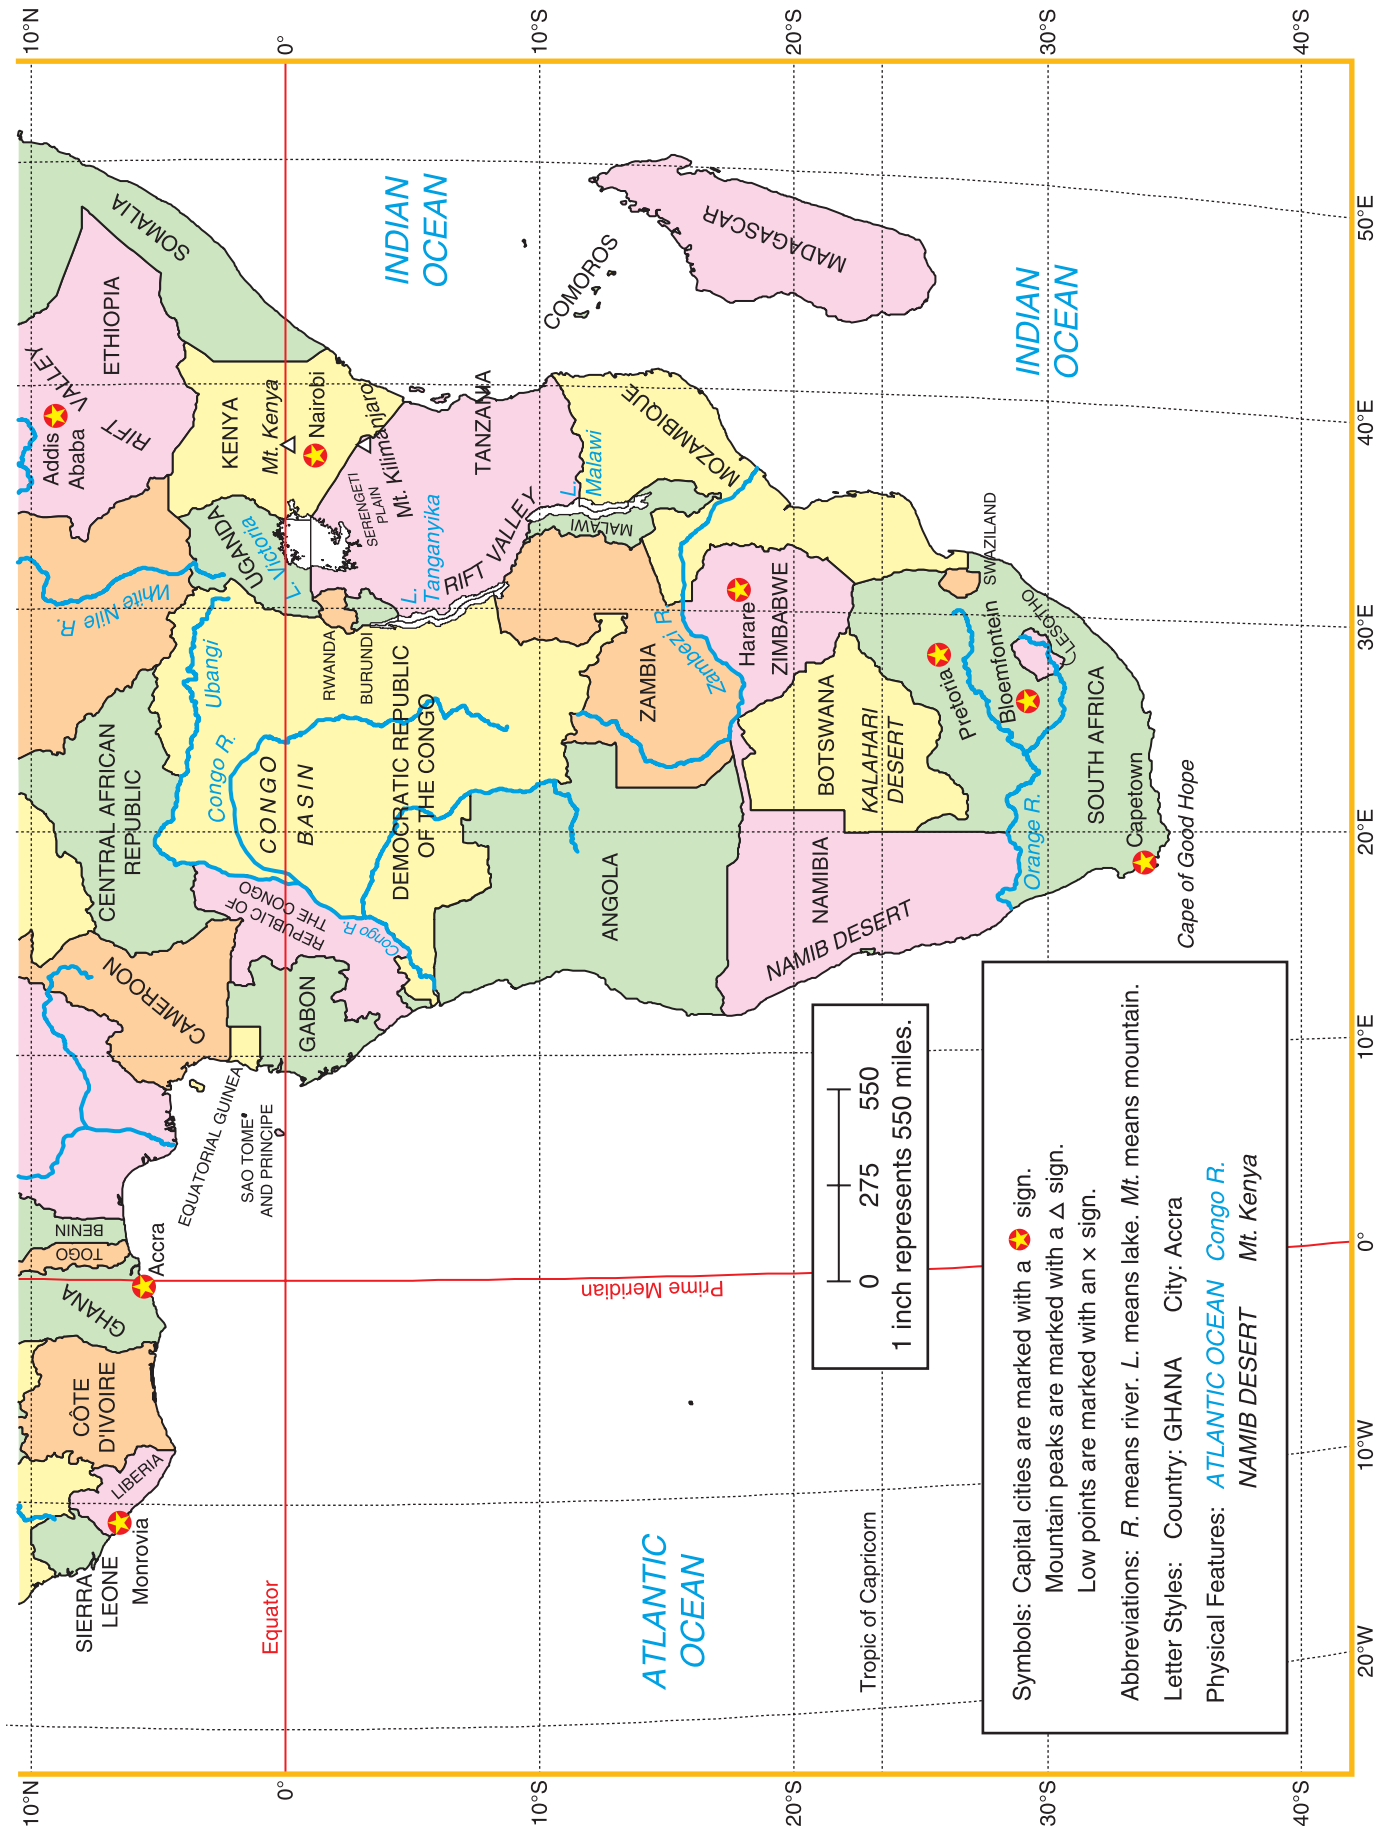 10°N
0°
10°S
20°S
30°S
40°S
SIERRA
LEONE
Monrovia
LIBERIA
CÔTE
D'IVOIRE
GHANA
Accra
TOGO
BENIN
CAMEROON
CENTRAL AFRICAN
REPUBLIC
White Nile R.
Addis
Ababa
RIFT VALLEY
ETHIOPIA
SOMALIA
EQUATORIAL GUINEA
SAO TOME
AND PRINCIPE
GABON
REPUBLIC OF
THE CONGO
Congo R.
Ubangi
Congo R.
CONGO
BASIN
DEMOCRATIC REPUBLIC
OF THE CONGO
UGANDA
L. Victoria
RWANDA
BURUNDI
KENYA
Mt. Kenya
Nairobi
SERENGETI
PLAIN
Mt. Kilimanjaro
L.
Tanganyika
TANZANIA
RIFT VALLEY
INDIAN
OCEAN
Equator
Prime Meridian
ATLANTIC
OCEAN
Tropic of Capricorn
ANGOLA
ZAMBIA
Zambezi R.
MALAWI
L.
Malawi
MOZAMBIQUE
COMOROS
MADAGASCAR
Harare
ZIMBABWE
NAMIBIA
NAMIB DESERT
BOTSWANA
KALAHARI
DESERT
Pretoria
Bloemfontein
SWAZILAND
LESOTHO
Orange R.
SOUTH AFRICA
Capetown
Cape of Good Hope
INDIAN
OCEAN
0 275 550
1 inch represents 550 miles.
Symbols: Capital cities are marked with a sign.
Mountain peaks are marked with a △ sign.
Low points are marked with an × sign.
Abbreviations: R. means river. L. means lake. Mt. means mountain.
Letter Styles: Country: GHANA City: Accra
Physical Features: ATLANTIC OCEAN Congo R.
NAMIB DESERT Mt. Kenya
10°N
0°
10°S
20°S
30°S
40°S
20°W
10°W
0°
10°E
20°E
30°E
40°E
50°E